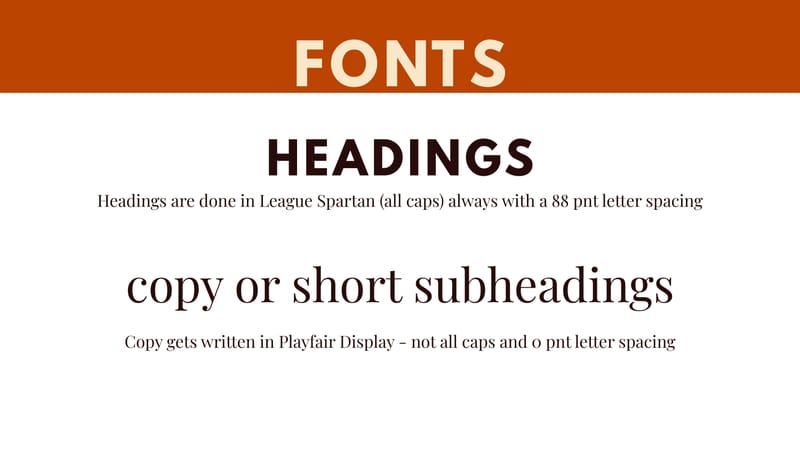 FONTS
HEADINGS
Headings are done in League Spartan (all caps) always with a 88 pnt letter spacing
copy or short subheadings
Copy gets written in Playfair Display - not all caps and 0 pnt letter spacing